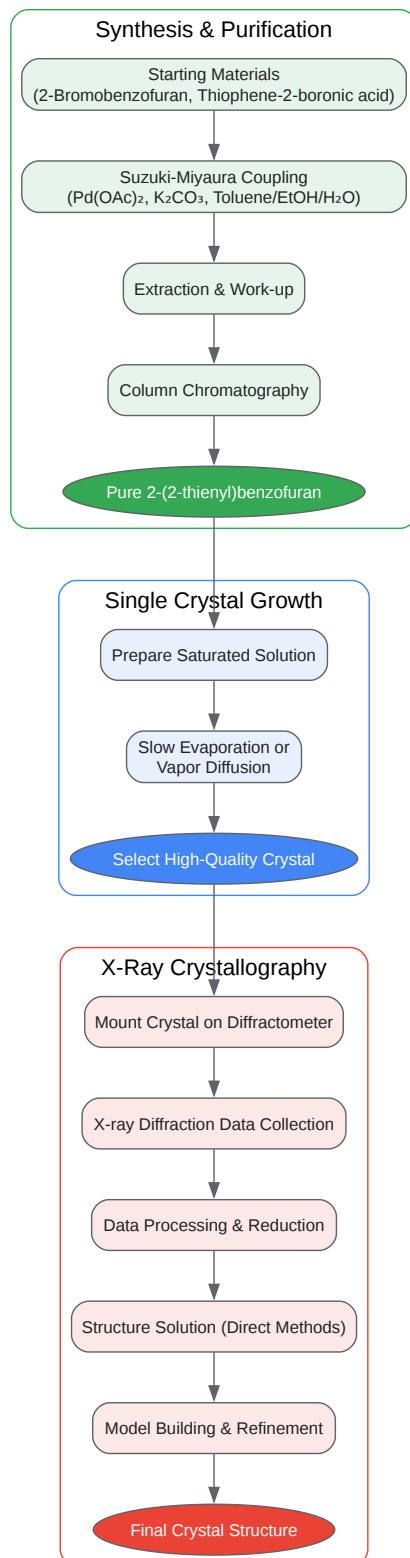 Synthesis & Purification
Starting Materials
(2-Bromobenzofuran, Thiophene-2-boronic acid)
Suzuki-Miyaura Coupling
(Pd(OAc)₂, K₂CO₃, Toluene/EtOH/H₂O)
Extraction & Work-up
Column Chromatography
Pure 2-(2-thienyl)benzofuran
Single Crystal Growth
Prepare Saturated Solution
Slow Evaporation or
Vapor Diffusion
Select High-Quality Crystal
X-Ray Crystallography
Mount Crystal on Diffractometer
X-ray Diffraction Data Collection
Data Processing & Reduction
Structure Solution (Direct Methods)
Model Building & Refinement
Final Crystal Structure